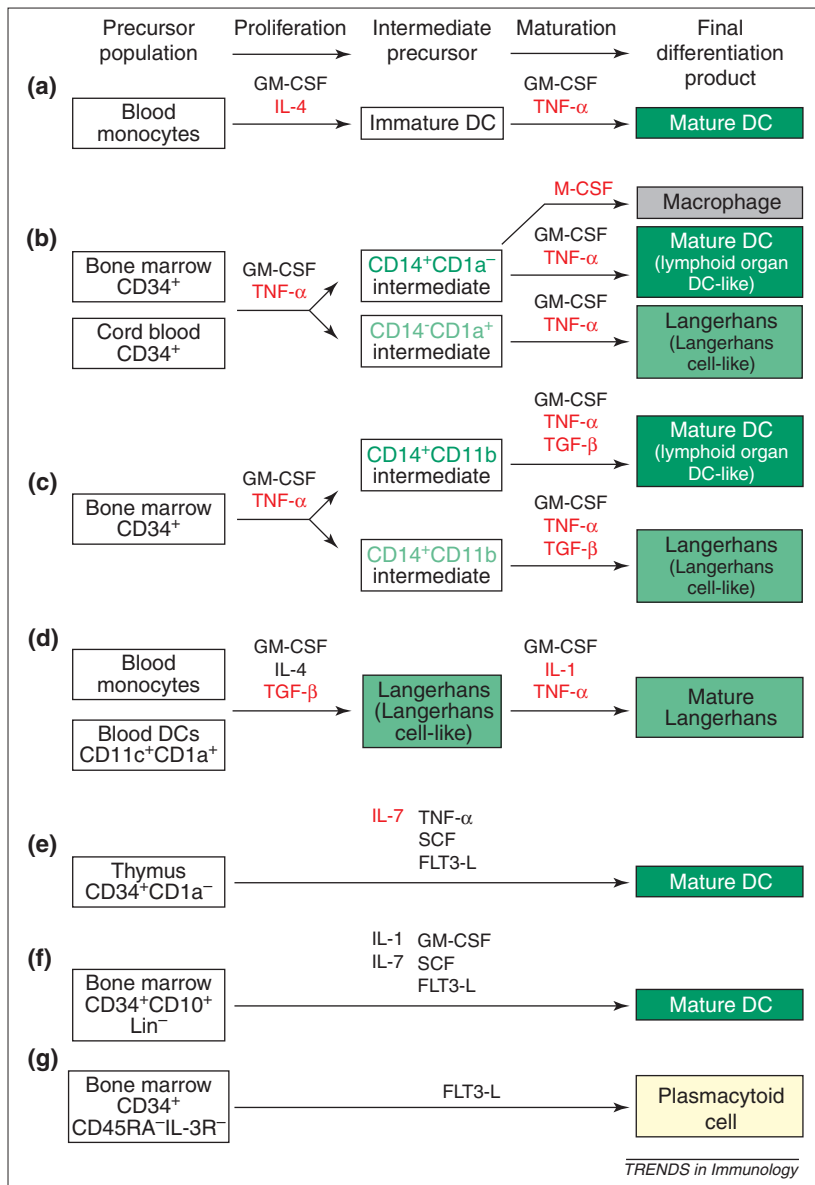 Precursor population
Proliferation
Intermediate precursor
Maturation
Final differentiation product
(a)
Blood
monocytes
GM-CSF
IL-4
Immature DC
GM-CSF
TNF-α
Mature DC
(b)
Bone marrow
CD34⁺
Cord blood
CD34⁺
GM-CSF
TNF-α
CD14⁺CD1a⁻
intermediate
CD14⁻CD1a⁺
intermediate
M-CSF
Macrophage
GM-CSF
TNF-α
Mature DC
(lymphoid organ
DC-like)
GM-CSF
TNF-α
Langerhans
(Langerhans
cell-like)
(c)
Bone marrow
CD34⁺
GM-CSF
TNF-α
CD14⁺CD11b
intermediate
GM-CSF
TNF-α
TGF-β
Mature DC
(lymphoid organ
DC-like)
CD14⁺CD11b
intermediate
GM-CSF
TNF-α
TGF-β
Langerhans
(Langerhans
cell-like)
(d)
Blood
monocytes
Blood DCs
CD11c⁺CD1a⁺
GM-CSF
IL-4
TGF-β
Langerhans
(Langerhans
cell-like)
GM-CSF
IL-1
TNF-α
Mature
Langerhans
(e)
Thymus
CD34⁺CD1a⁻
IL-7 TNF-α
SCF
FLT3-L
Mature DC
(f)
Bone marrow
CD34⁺CD10⁺
Lin⁻
IL-1 GM-CSF
IL-7 SCF
FLT3-L
Mature DC
(g)
Bone marrow
CD34⁺
CD45RA⁻IL-3R⁻
FLT3-L
Plasmacytoid
cell
TRENDS in Immunology